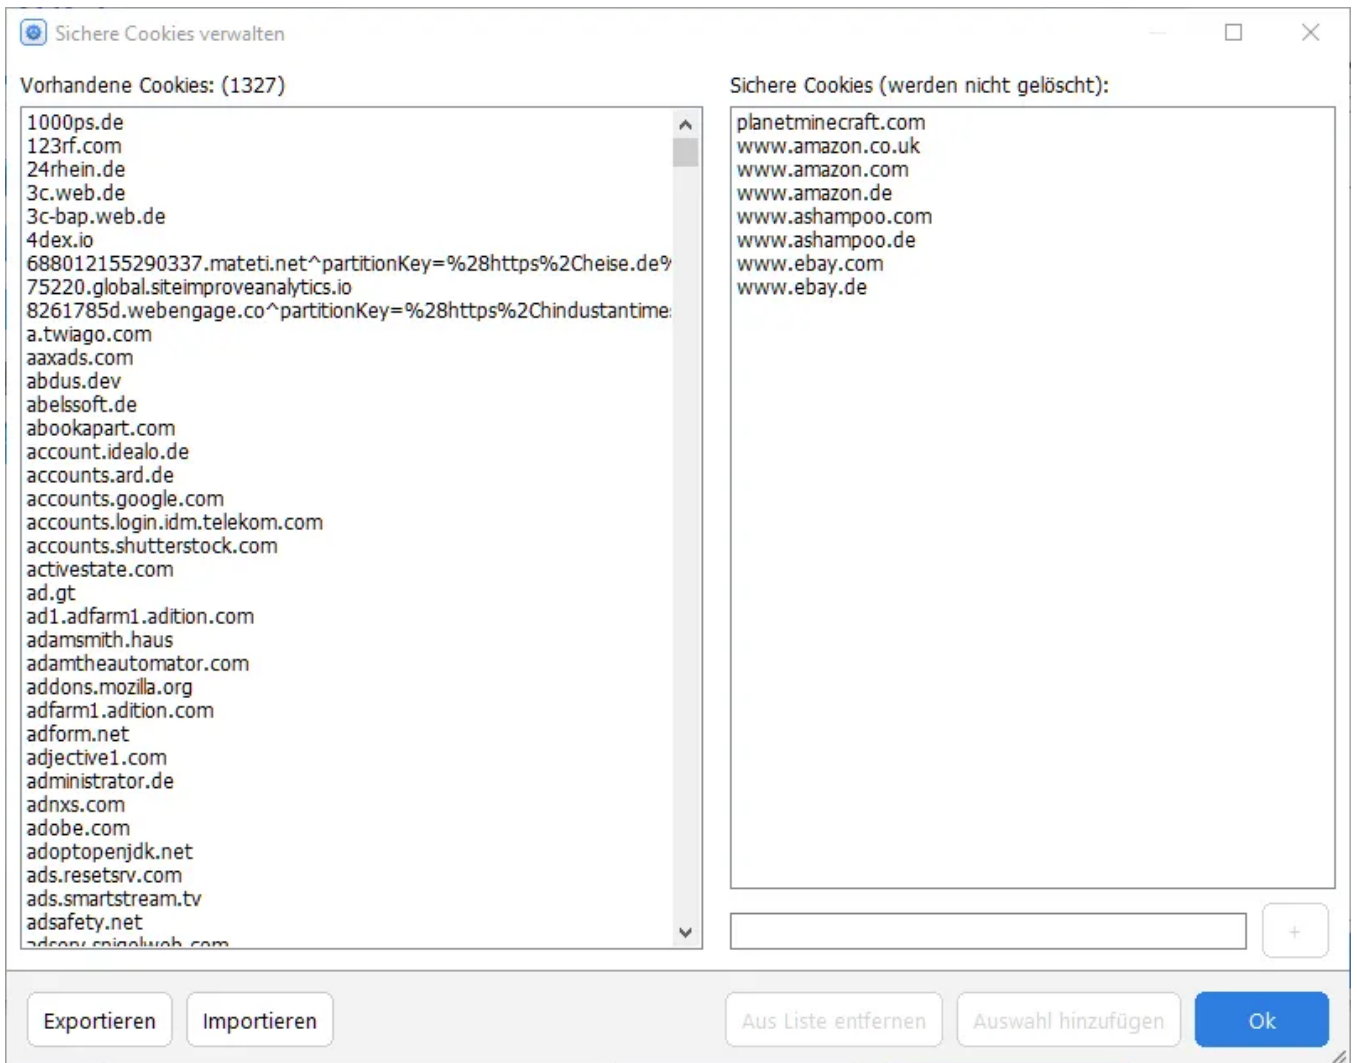 Sichere Cookies verwalten
Vorhandene Cookies: (1327)
1000ps.de
123rf.com
24rhein.de
3c.web.de
3c-bap.web.de
4dex.io
688012155290337.mateti.net^partitionKey=%28https%2Cheise.de%
75220.global.siteimproveanalytics.io
8261785d.webengage.co^partitionKey=%28https%2Chindustantime
a.twiago.com
aaxads.com
abdus.dev
abelssoft.de
abookapart.com
account.idealo.de
accounts.ard.de
accounts.google.com
accounts.login.idm.telekom.com
accounts.shutterstock.com
activestate.com
ad.gt
ad1.adfarm1.adition.com
adamsmith.haus
adamtheautomator.com
addons.mozilla.org
adfarm1.adition.com
adform.net
adjective1.com
administrator.de
adnxs.com
adobe.com
adoptopenjdk.net
ads.resetsrv.com
ads.smartstream.tv
adsafety.net
Sichere Cookies (werden nicht gelöscht):
planetminecraft.com
www.amazon.co.uk
www.amazon.com
www.amazon.de
www.ashampoo.com
www.ashampoo.de
www.ebay.com
www.ebay.de
+
Exportieren
Importieren
Aus Liste entfernen
Auswahl hinzufügen
Ok